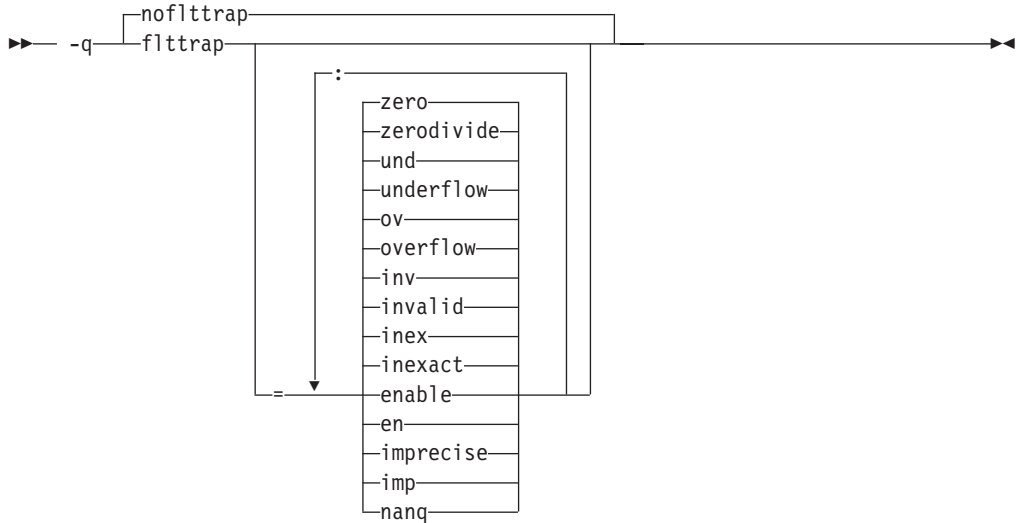 noflttrap
-q flttrap
:
zero
zerodivide
und
underflow
ov
overflow
inv
invalid
inex
inexact
= enable
en
imprecise
imp
nanq